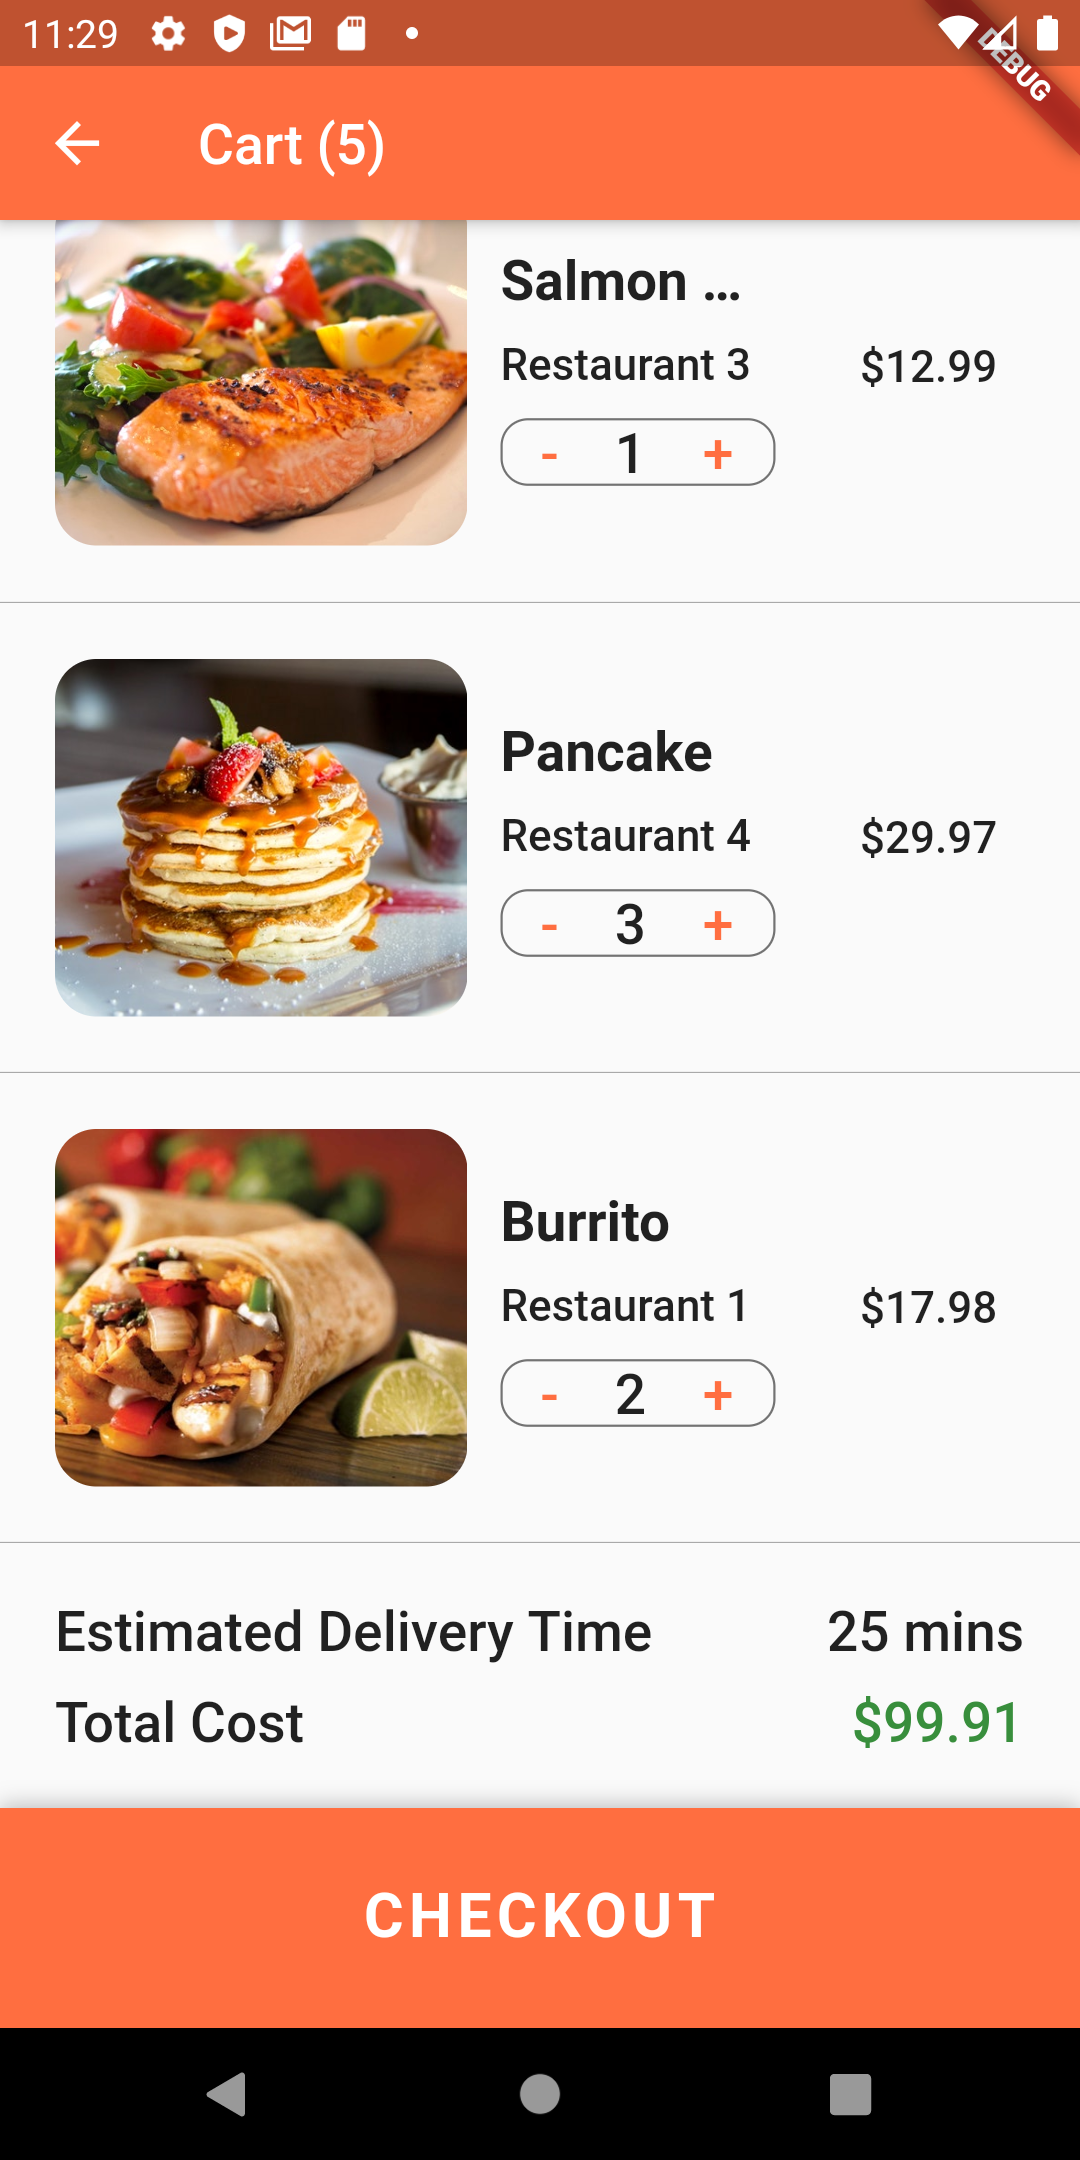 11:29
DEBUG
Cart (5)
Salmon ...
Restaurant 3 $12.99
- 1 +
Pancake
Restaurant 4 $29.97
- 3 +
Burrito
Restaurant 1 $17.98
- 2 +
Estimated Delivery Time 25 mins
Total Cost $99.91
CHECKOUT